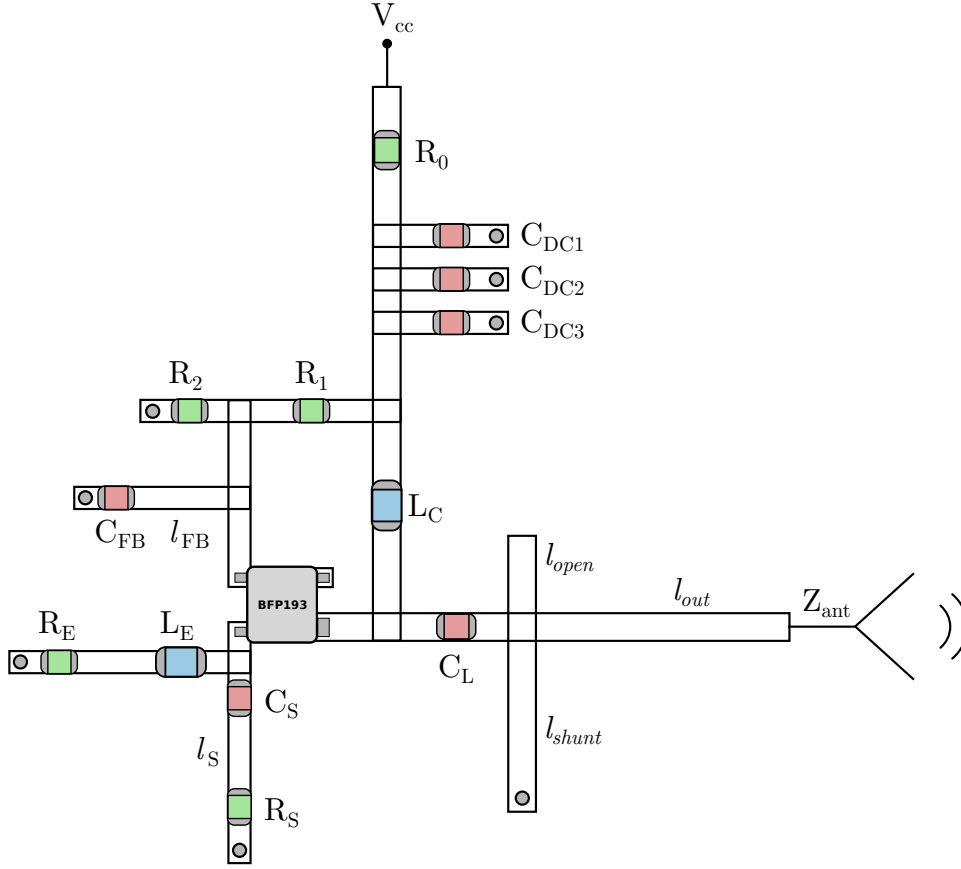 Vcc
R0
CDC1
CDC2
CDC3
R2
R1
LC
CFB
lFB
lopen
BFP193
lout
Zant
RE
LE
CL
CS
lS
lshunt
RS